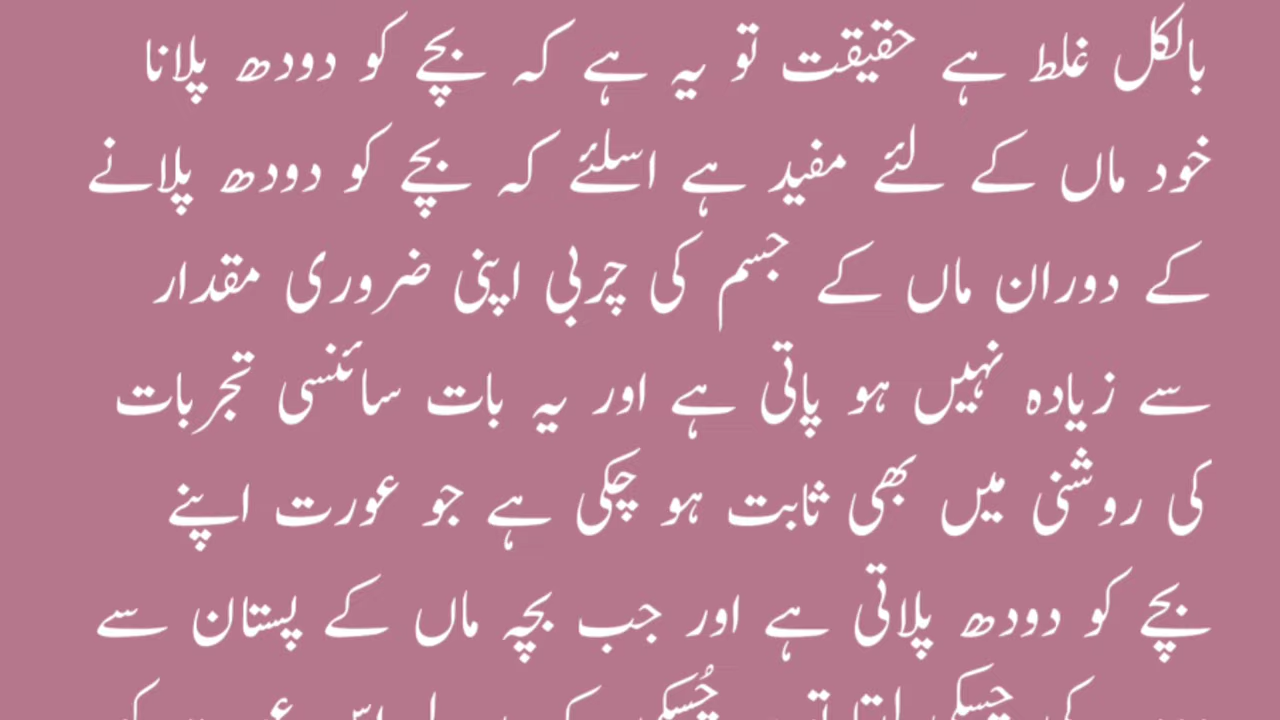 بالکل غلط ہے حقیقت تو یہ ہے کہ بچے کو دودھ پلانا
خود ماں کے لئے مفید ہے اسلئے کہ بچے کو دودھ پلانے
کے دوران ماں کے جسم کی چربی اپنی ضروری مقدار
سے زیادہ نہیں ہو پاتی ہے اور یہ بات سائنسی تجربات
کی روشنی میں بھی ثابت ہو چکی ہے جو عورت اپنے
بچے کو دودھ پلاتی ہے اور جب بچہ ماں کے پستان سے